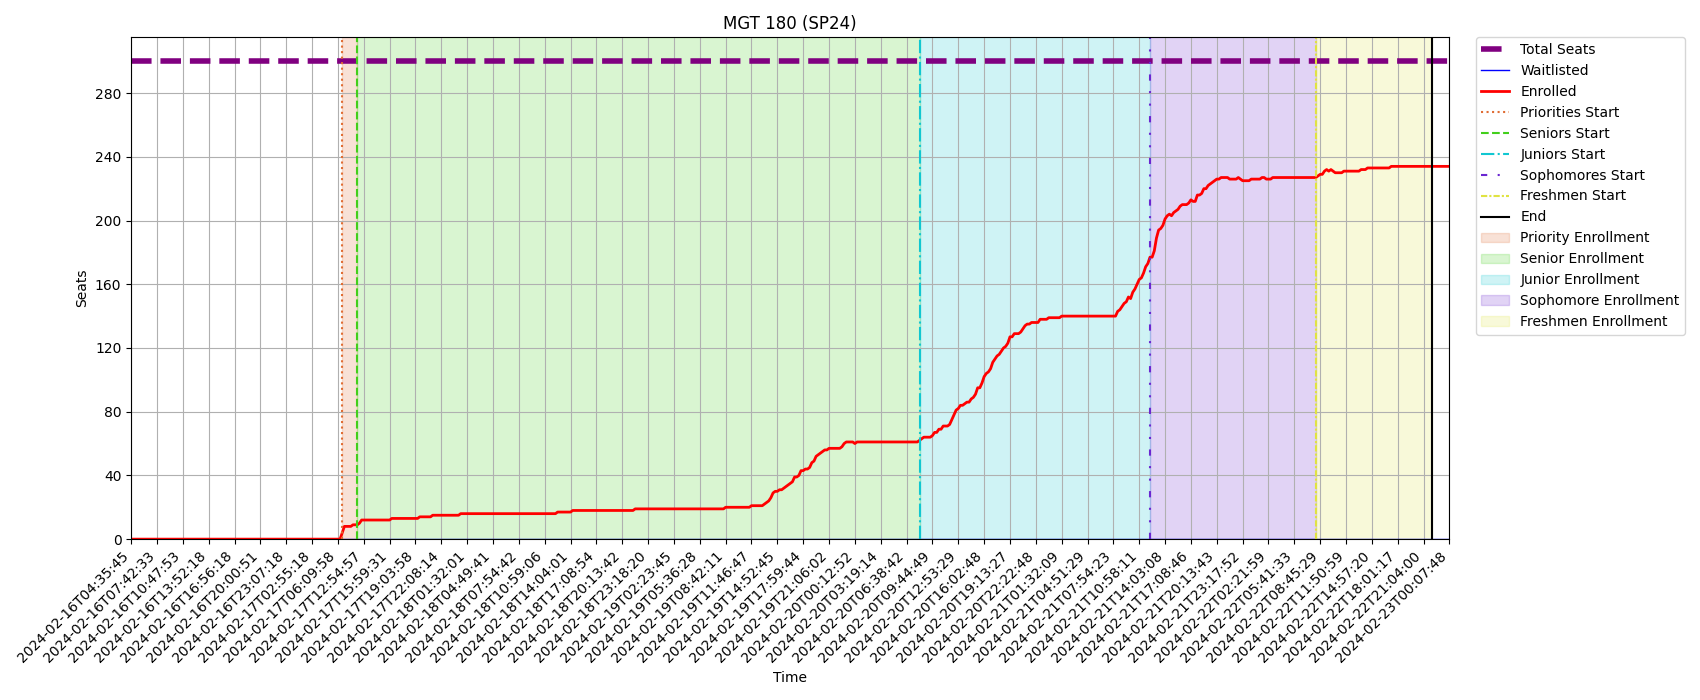 MGT 180 (SP24)
Total Seats
Waitlisted
Enrolled
Priorities Start
Seniors Start
Juniors Start
Sophomores Start
Freshmen Start
End
Priority Enrollment
Senior Enrollment
Junior Enrollment
Sophomore Enrollment
Freshmen Enrollment
Seats
280
240
200
160
120
80
40
0
2024-02-16T04:35:45
2024-02-16T07:42:33
2024-02-16T10:47:53
2024-02-16T13:52:18
2024-02-16T16:56:18
2024-02-16T20:00:51
2024-02-16T23:07:18
2024-02-17T02:55:18
2024-02-17T06:09:58
2024-02-17T12:54:57
2024-02-17T15:59:31
2024-02-17T19:03:58
2024-02-17T22:08:14
2024-02-18T01:32:01
2024-02-18T04:49:41
2024-02-18T07:54:42
2024-02-18T10:59:06
2024-02-18T14:04:01
2024-02-18T17:08:54
2024-02-18T20:13:42
2024-02-18T23:18:20
2024-02-19T02:23:45
2024-02-19T05:36:28
2024-02-19T08:42:11
2024-02-19T11:46:47
2024-02-19T14:52:45
2024-02-19T17:59:44
2024-02-19T21:06:02
2024-02-20T00:12:52
2024-02-20T03:19:14
2024-02-20T06:38:42
2024-02-20T09:44:49
2024-02-20T12:53:29
2024-02-20T16:02:48
2024-02-20T19:13:27
2024-02-20T22:22:48
2024-02-21T01:32:09
2024-02-21T04:51:29
2024-02-21T07:54:23
2024-02-21T10:58:11
2024-02-21T14:03:08
2024-02-21T17:08:46
2024-02-21T20:13:43
2024-02-21T23:17:52
2024-02-22T02:21:59
2024-02-22T05:41:33
2024-02-22T08:45:29
2024-02-22T11:50:59
2024-02-22T14:57:20
2024-02-22T18:01:17
2024-02-22T21:04:00
2024-02-23T00:07:48
Time